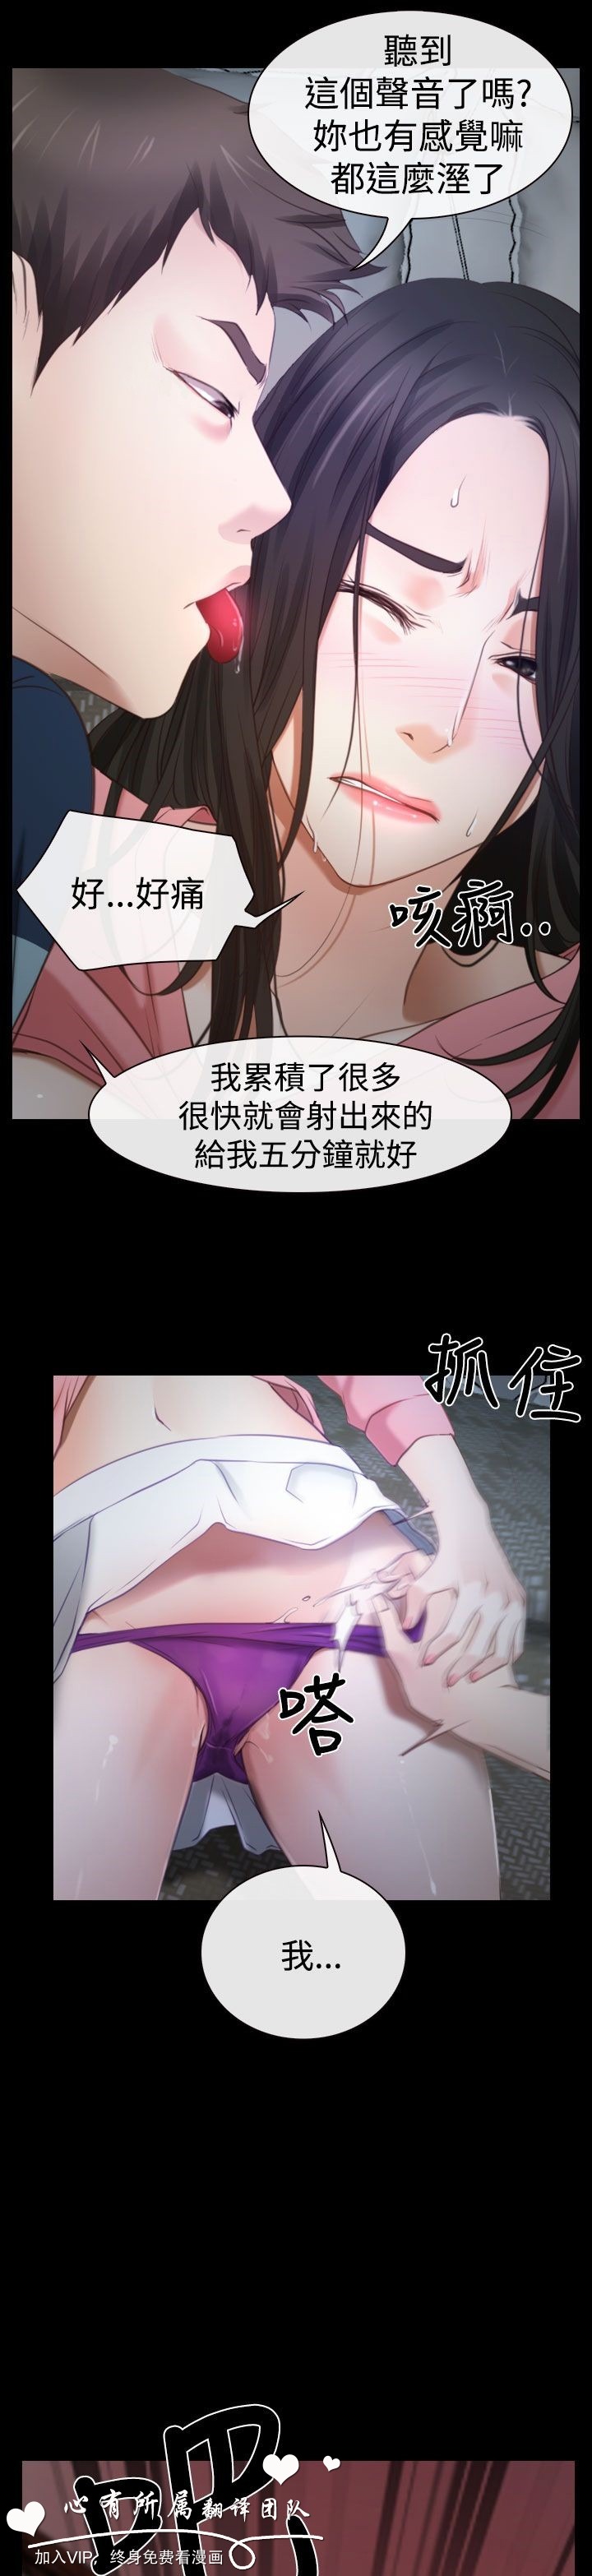 聽到
這個聲音了嗎?
妳也有感覺嘛
都這麼溼了
好...好痛
咳痾..
我累積了很多
很快就會射出來的
給我五分鐘就好
抓住
嗒
我...
吧
心有所属翻译团队
加入VIP，终身免费看漫画